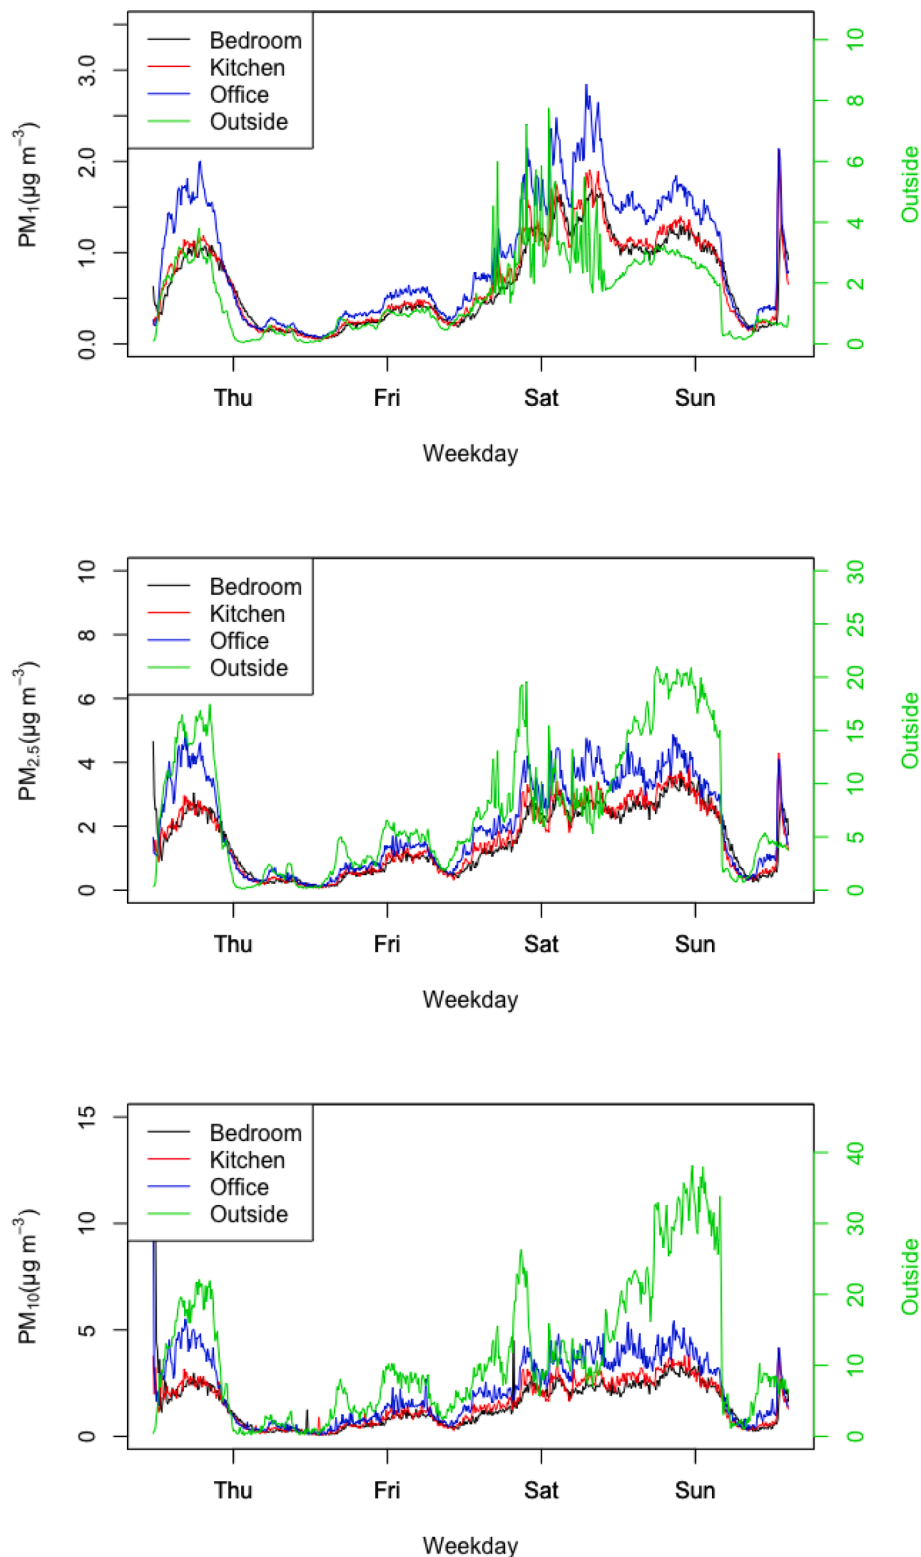 Bedroom
Kitchen
Office
Outside
PM₁(µg m⁻³)
0.0 1.0 2.0 3.0
0 2 4 6 8 10
Outside
Thu Fri Sat Sun
Weekday
Bedroom
Kitchen
Office
Outside
PM₂.₅(µg m⁻³)
0 2 4 6 8 10
0 5 10 15 20 25 30
Outside
Thu Fri Sat Sun
Weekday
Bedroom
Kitchen
Office
Outside
PM₁₀(µg m⁻³)
0 5 10 15
0 10 20 30 40
Outside
Thu Fri Sat Sun
Weekday